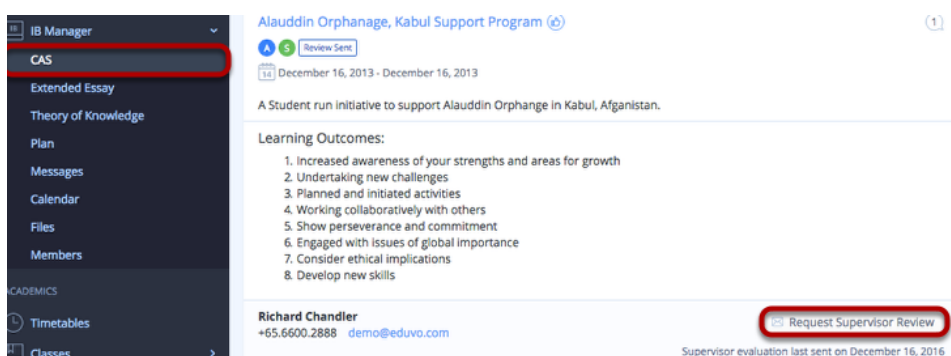 IB Manager
CAS
Extended Essay
Theory of Knowledge
Plan
Messages
Calendar
Files
Members
ACADEMICS
Timetables
Classes
Alauddin Orphanage, Kabul Support Program
1
A S Review Sent
14 December 16, 2013 - December 16, 2013
A Student run initiative to support Alauddin Orphange in Kabul, Afganistan.
Learning Outcomes:
1. Increased awareness of your strengths and areas for growth
2. Undertaking new challenges
3. Planned and initiated activities
4. Working collaboratively with others
5. Show perseverance and commitment
6. Engaged with issues of global importance
7. Consider ethical implications
8. Develop new skills
Richard Chandler
+65.6600.2888 demo@eduvo.com
Request Supervisor Review
Supervisor evaluation last sent on December 16, 2016